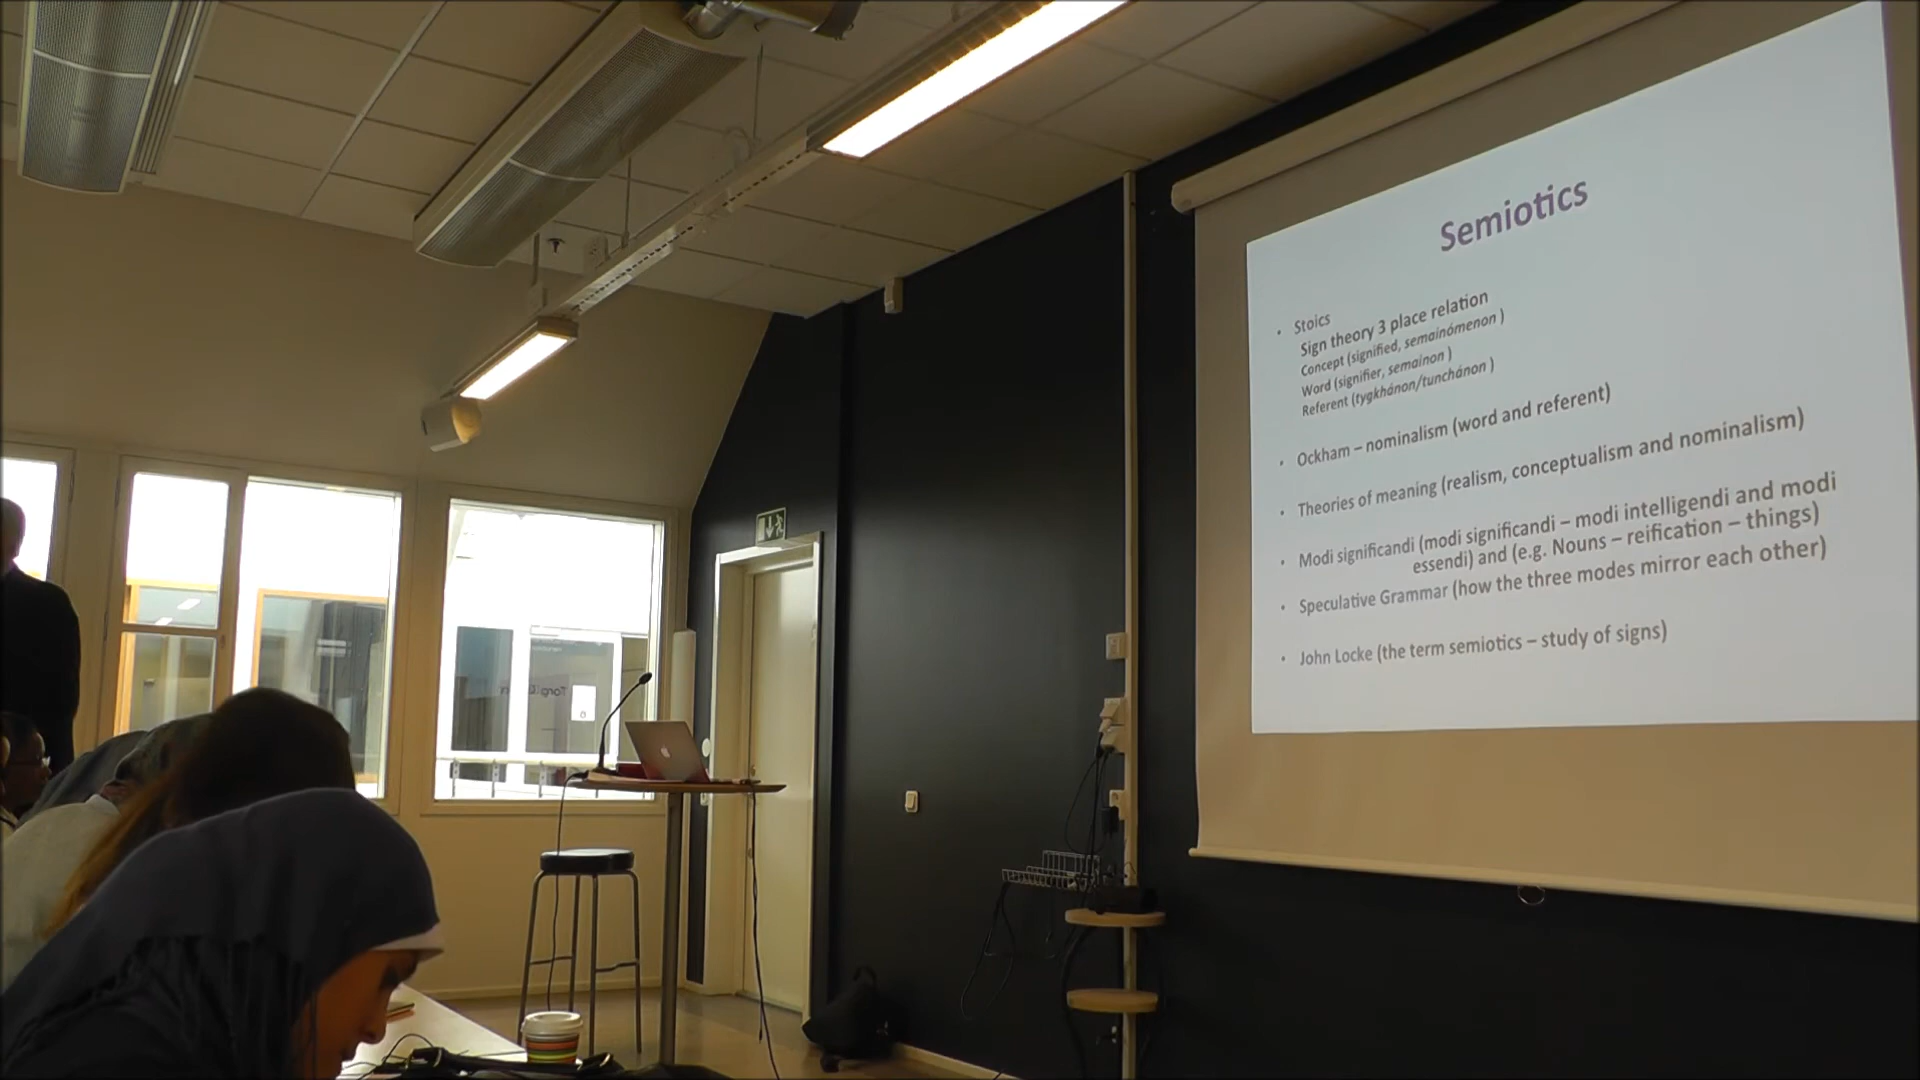 Semiotics
• Stoics
Sign theory 3 place relation
Concept (signified, semainómenon )
Word (signifier, semaínon )
Referent (tygkhánon/tunchánon )
• Ockham – nominalism (word and referent)
• Theories of meaning (realism, conceptualism and nominalism)
• Modi significandi (modi significandi – modi intelligendi and modi
essendi) and (e.g. Nouns – reification – things)
• Speculative Grammar (how the three modes mirror each other)
• John Locke (the term semiotics – study of signs)